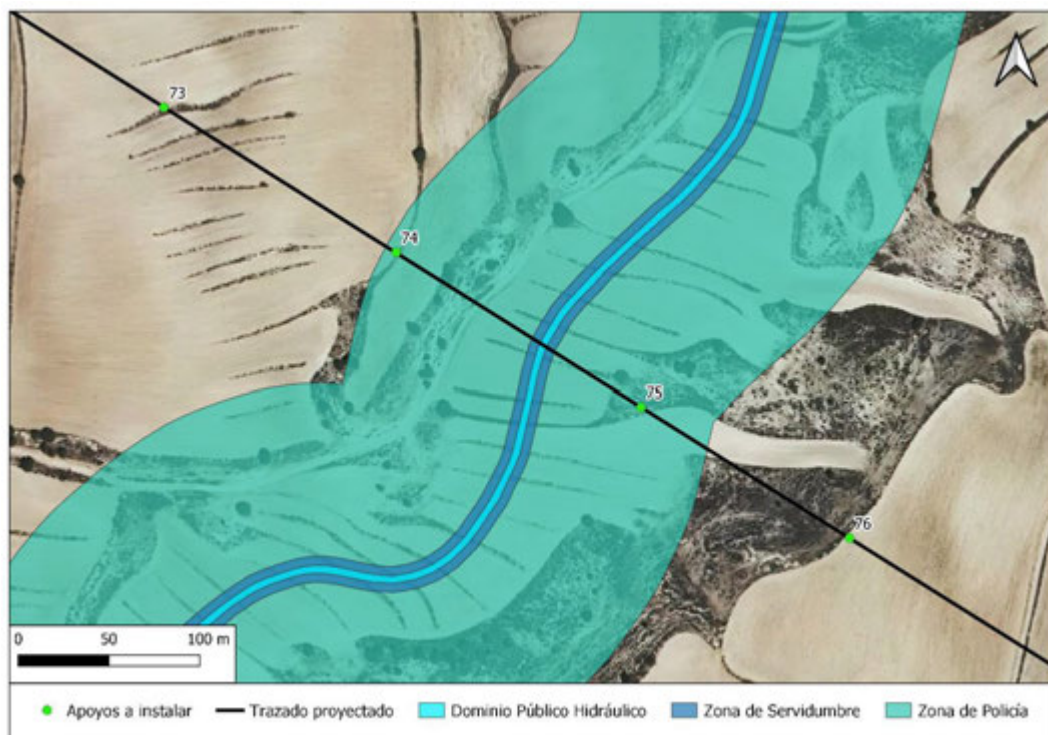 73
74
75
76
0 50 100 m
Apoyos a instalar Trazado proyectado Dominio Público Hidráulico Zona de Servidumbre Zona de Policía